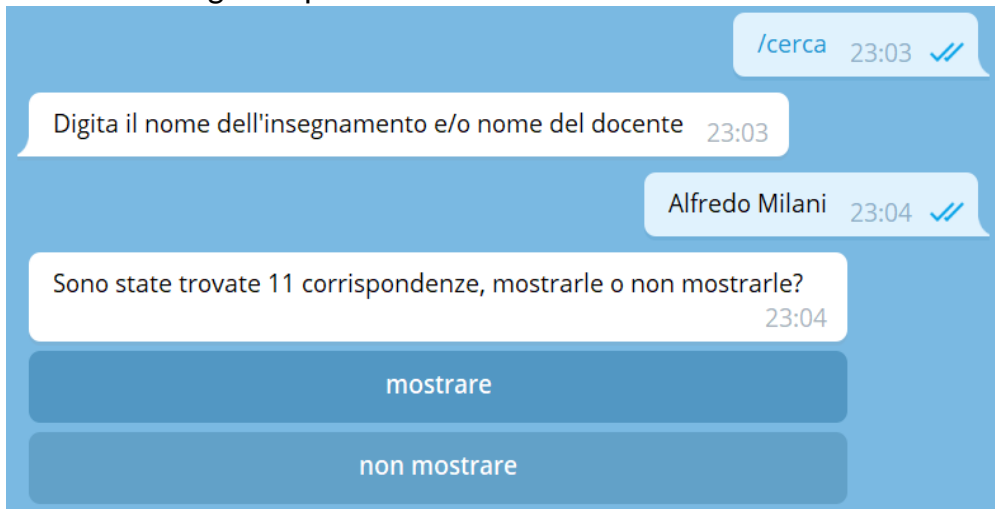 /cerca 23:03
Digita il nome dell'insegnamento e/o nome del docente 23:03
Alfredo Milani 23:04
Sono state trovate 11 corrispondenze, mostrarle o non mostrarle?
23:04
mostrare
non mostrare